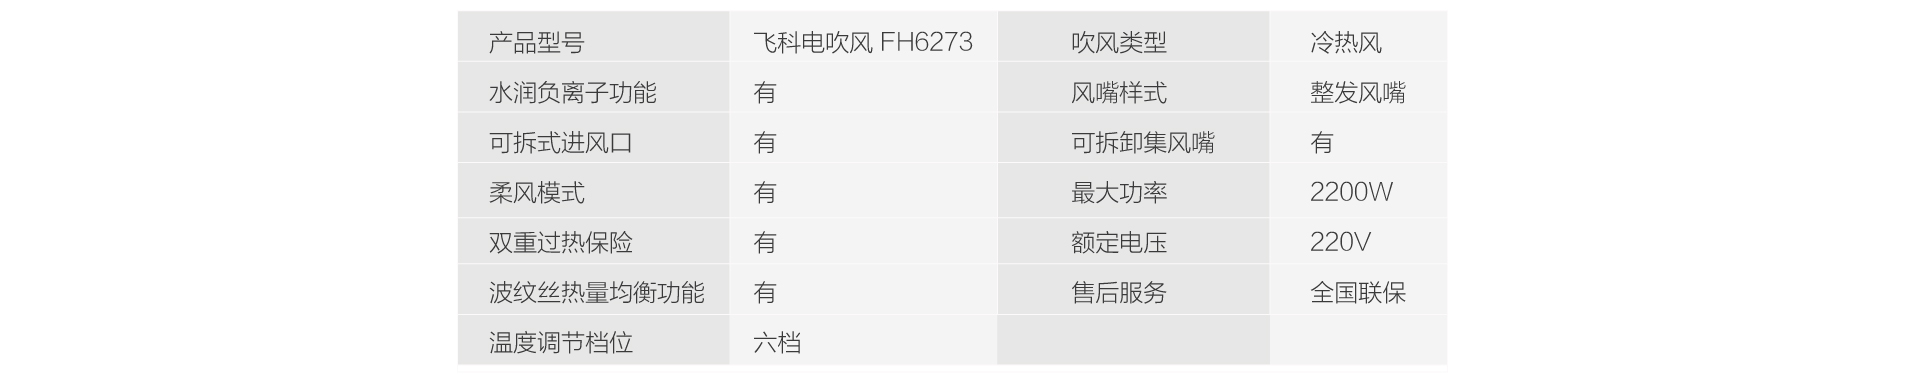 产品型号 飞科电吹风 FH6273 吹风类型 冷热风
水润负离子功能 有 风嘴样式 整发风嘴
可拆式进风口 有 可拆卸集风嘴 有
柔风模式 有 最大功率 2200W
双重过热保险 有 额定电压 220V
波纹丝热量均衡功能 有 售后服务 全国联保
温度调节档位 六档